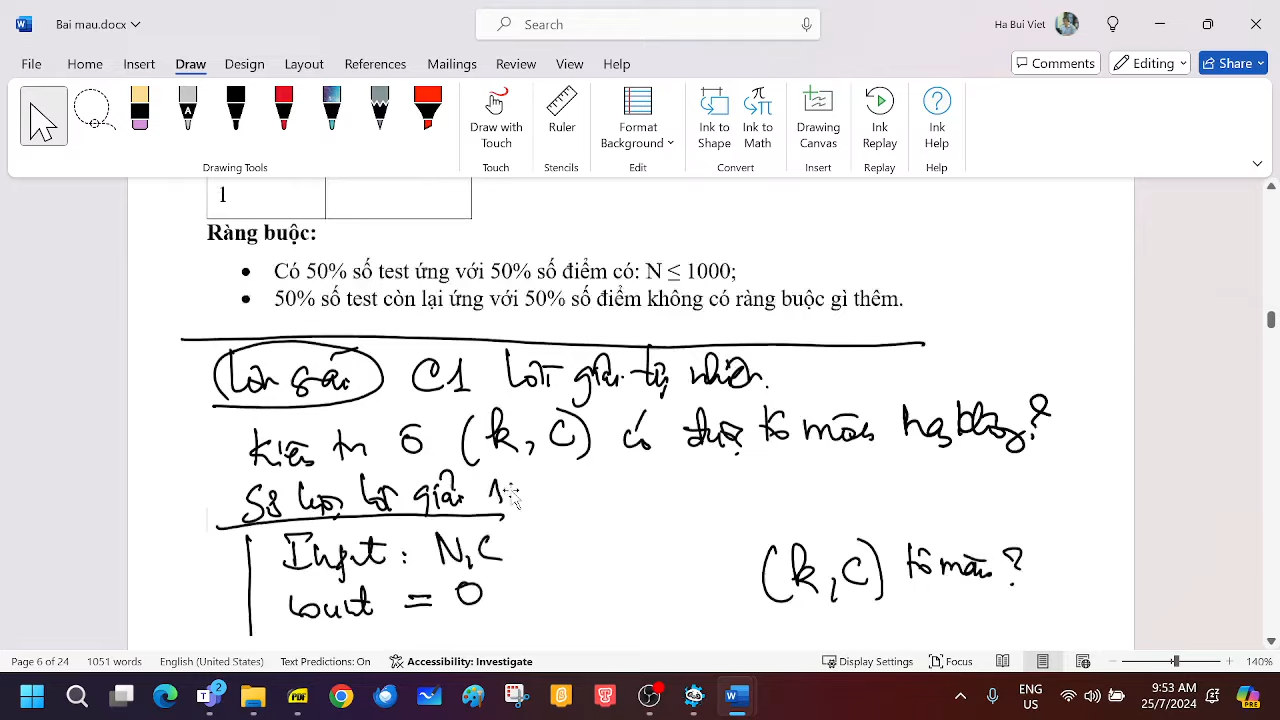 Bai mau.docx
Search
Ha Bui Viet
File Home Insert Draw Design Layout References Mailings Review View Help
Comments Editing Share
Draw with Touch
Ruler
Format Background
Ink to Shape
Ink to Math
Drawing Canvas
Ink Replay
Ink Help
Drawing Tools Touch Stencils Edit Convert Insert Replay Help
1
Ràng buộc:
• Có 50% số test ứng với 50% số điểm có: N ≤ 1000;
• 50% số test còn lại ứng với 50% số điểm không có ràng buộc gì thêm.
C1 Lời giải tự nhiên.
ô (k, C) có được tô màu hay không?
lời giải 1
Input: N, C
count = 0
(k, C) tô màu?
Page 6 of 24 1051 words English (United States) Text Predictions: On Accessibility: Investigate Display Settings Focus 140%
ENG US
9:53 AM
25/7/2024